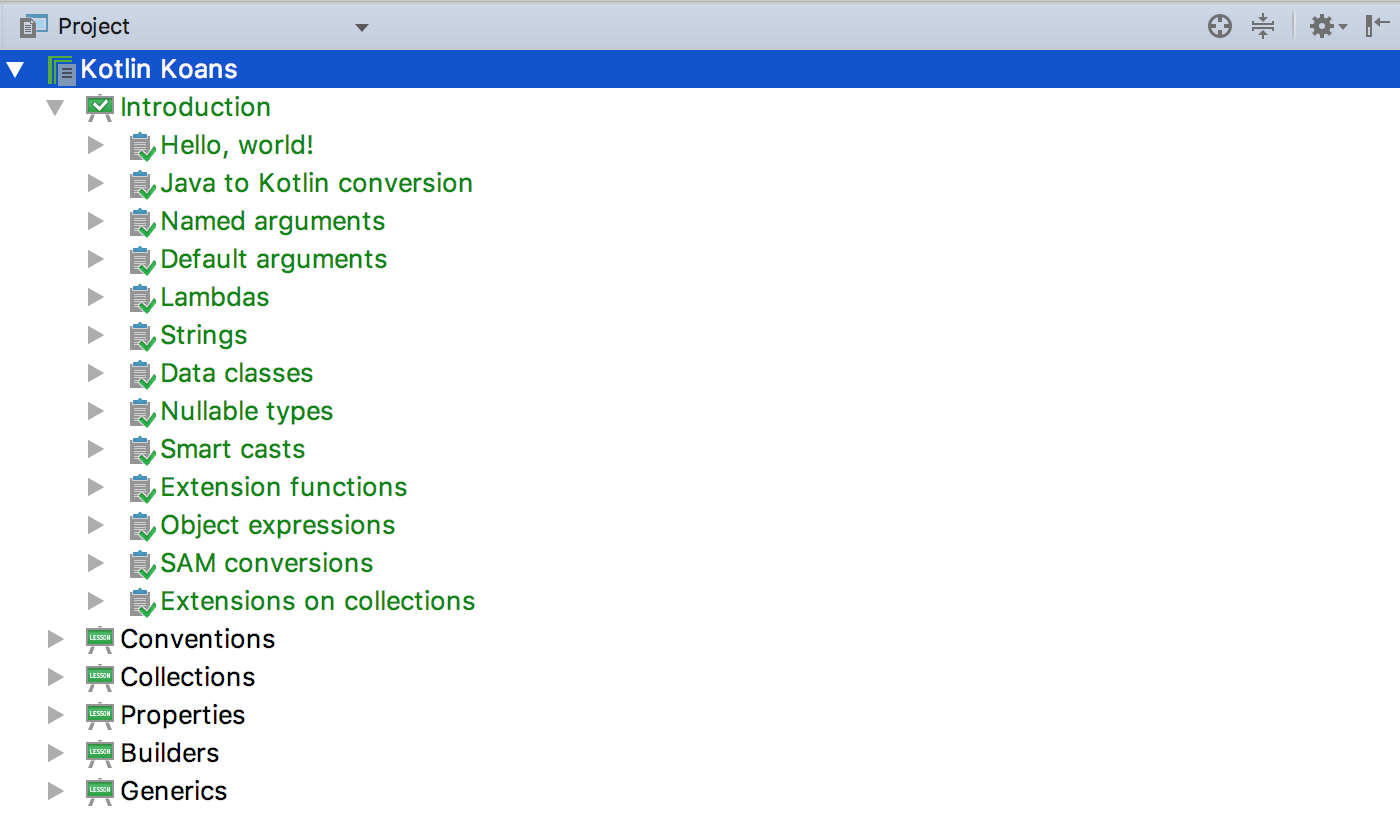 Project
Kotlin Koans
Introduction
Hello, world!
Java to Kotlin conversion
Named arguments
Default arguments
Lambdas
Strings
Data classes
Nullable types
Smart casts
Extension functions
Object expressions
SAM conversions
Extensions on collections
LESSON Conventions
LESSON Collections
LESSON Properties
LESSON Builders
LESSON Generics